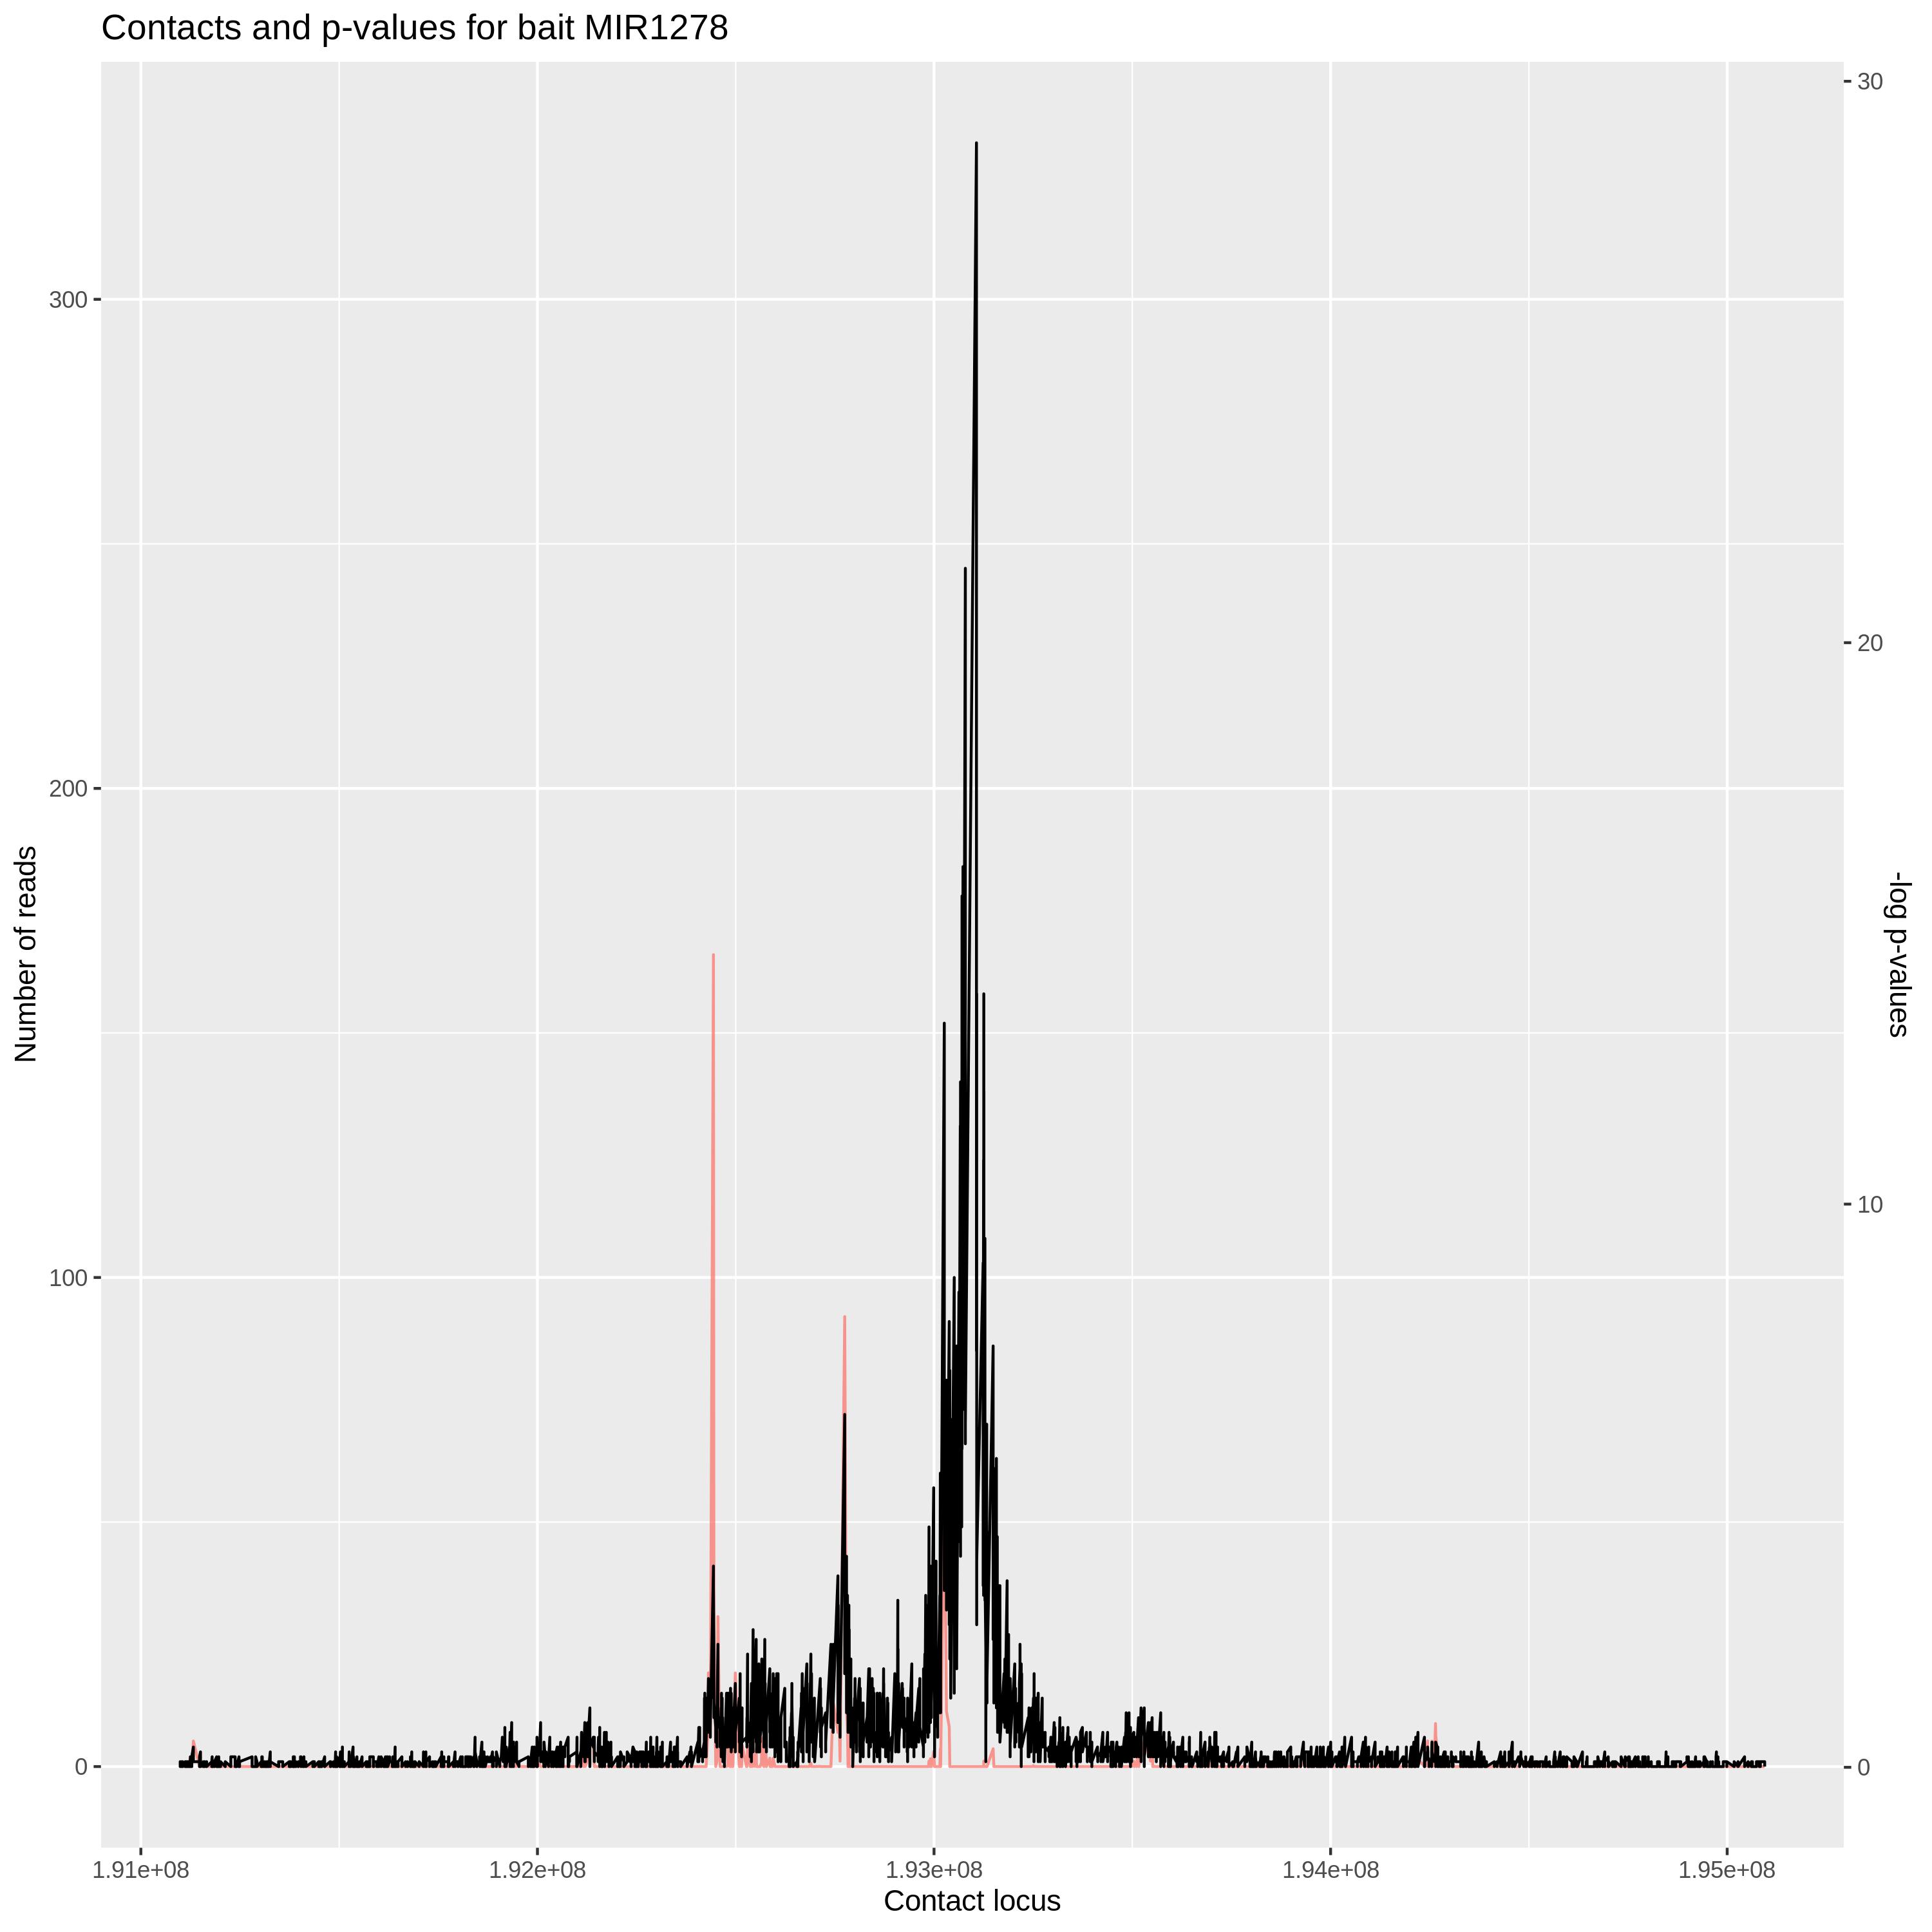 Contacts and p-values for bait MIR1278
Number of reads
300
200
100
0
30
20
10
0
-log p-values
1.91e+08
1.92e+08
1.93e+08
1.94e+08
1.95e+08
Contact locus